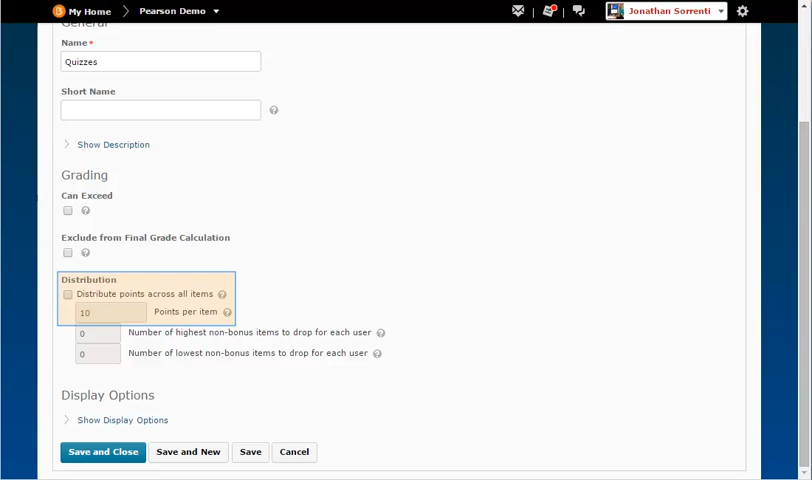 My Home
Pearson Demo
Jonathan Sorrenti
General
Name *
Quizzes
Short Name
Show Description
Grading
Can Exceed
Exclude from Final Grade Calculation
Distribution
Distribute points across all items
10 Points per item
0 Number of highest non-bonus items to drop for each user
0 Number of lowest non-bonus items to drop for each user
Display Options
Show Display Options
Save and Close
Save and New
Save
Cancel